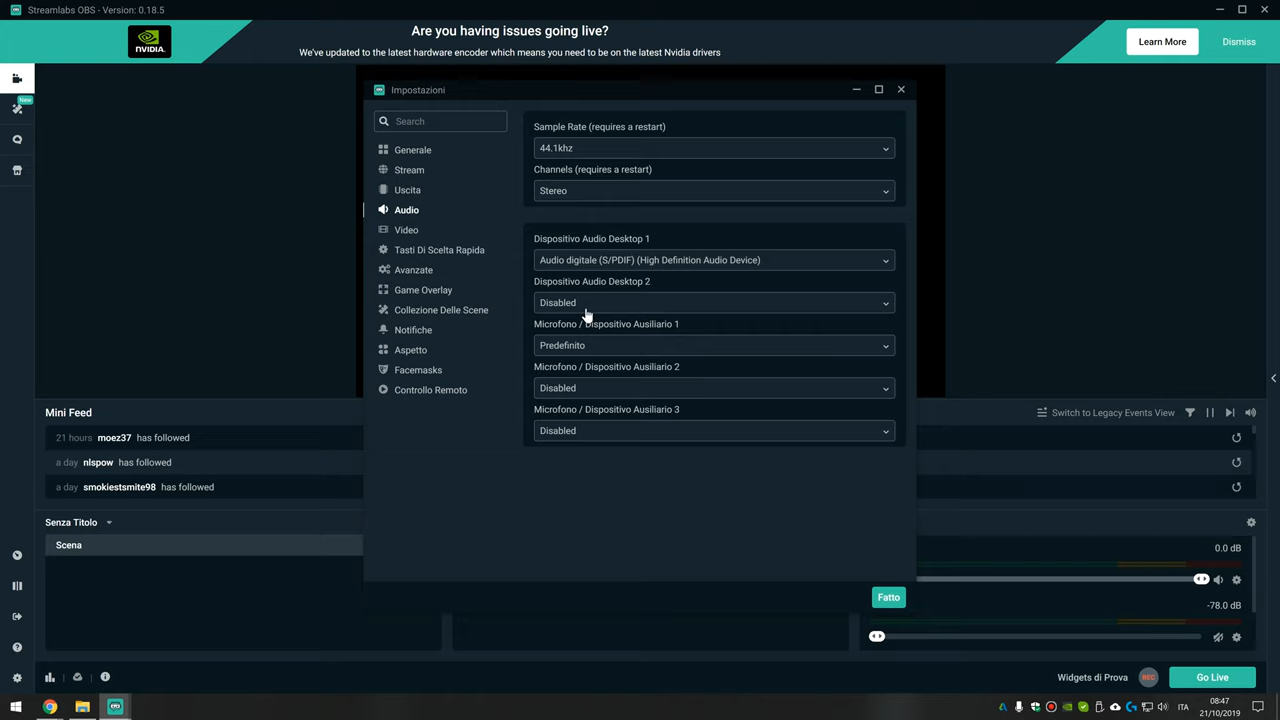 Streamlabs OBS - Version: 0.18.5
NVIDIA
Are you having issues going live?
We've updated to the latest hardware encoder which means you need to be on the latest Nvidia drivers
Learn More
Dismiss
New
Impostazioni
Search
Generale
Stream
Uscita
Audio
Video
Tasti Di Scelta Rapida
Avanzate
Game Overlay
Collezione Delle Scene
Notifiche
Aspetto
Facemasks
Controllo Remoto
Sample Rate (requires a restart)
44.1khz
Channels (requires a restart)
Stereo
Dispositivo Audio Desktop 1
Audio digitale (S/PDIF) (High Definition Audio Device)
Dispositivo Audio Desktop 2
Disabled
Microfono / Dispositivo Ausiliario 1
Predefinito
Microfono / Dispositivo Ausiliario 2
Disabled
Microfono / Dispositivo Ausiliario 3
Disabled
Fatto
Mini Feed
Switch to Legacy Events View
21 hours moez37 has followed
a day nlspow has followed
a day smokiestsmite98 has followed
Senza Titolo
Scena
0.0 dB
-78.0 dB
Widgets di Prova
REC
Go Live
ITA
08:47
21/10/2019